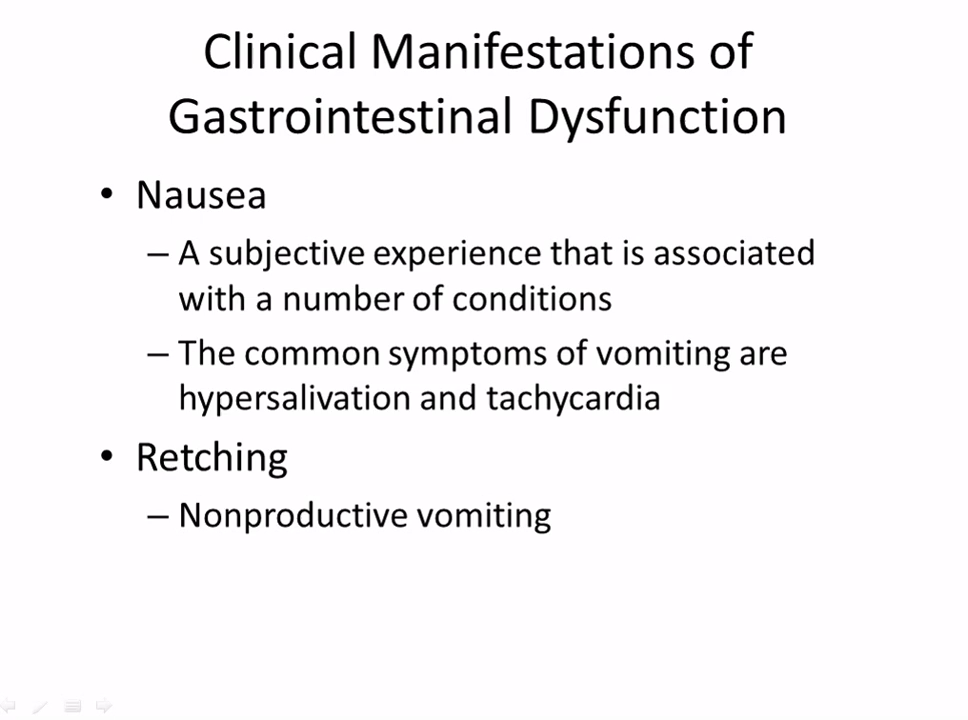 Clinical Manifestations of
Gastrointestinal Dysfunction
• Nausea
– A subjective experience that is associated
with a number of conditions
– The common symptoms of vomiting are
hypersalivation and tachycardia
• Retching
– Nonproductive vomiting